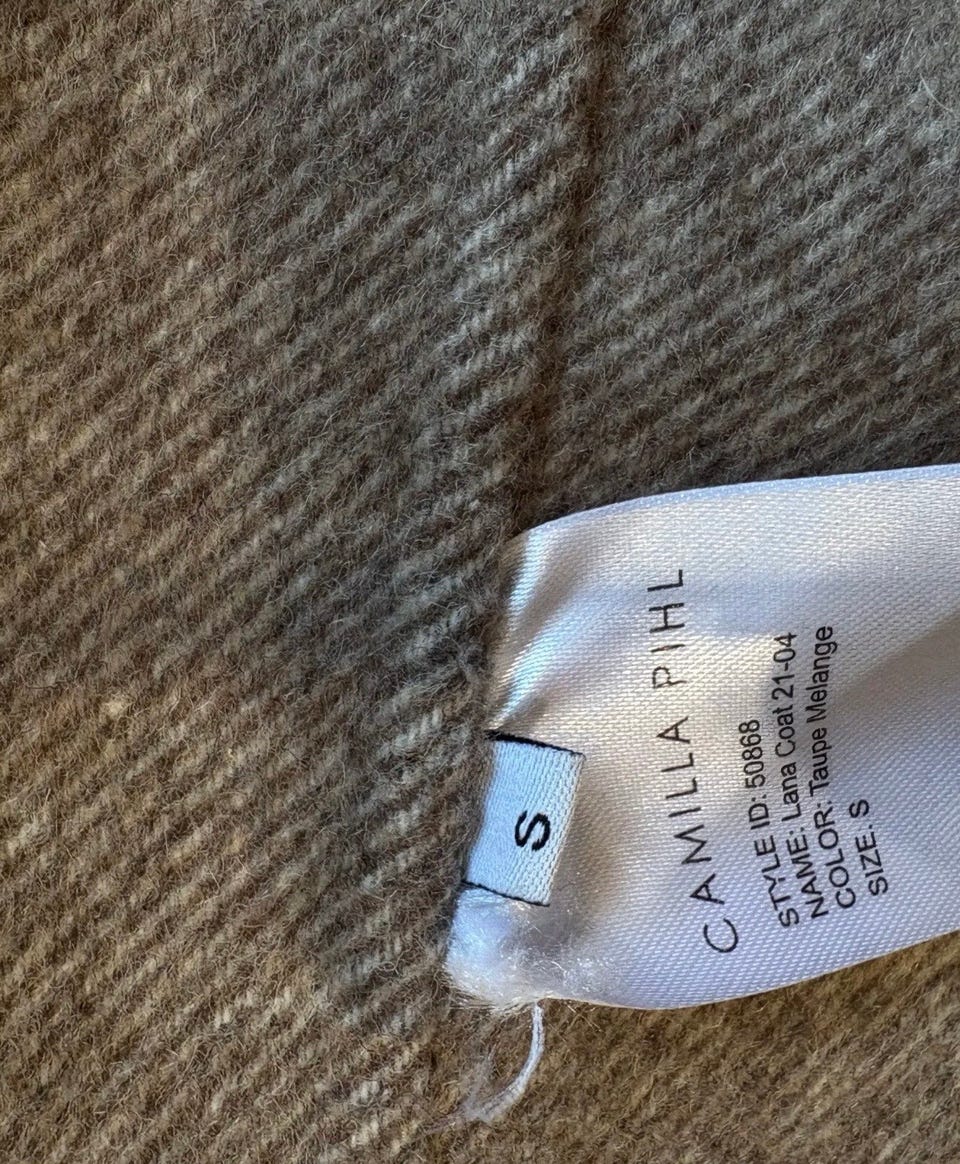 S
CAMILLA PIHL
STYLE ID: 50868
NAME: Lana Coat 21-04
COLOR: Taupe Melange
SIZE: S